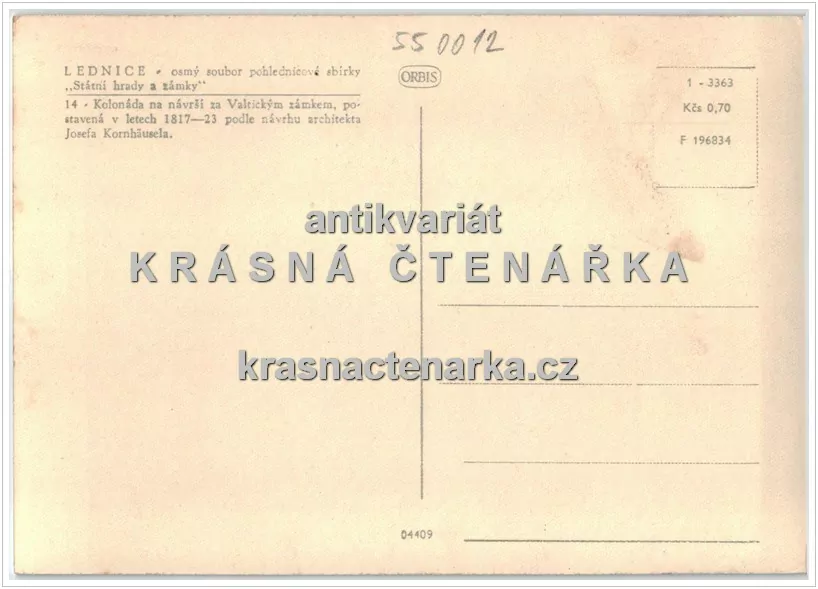 550012
LEDNICE - osmý soubor pohlednicové sbírky
„Státní hrady a zámky"
14 - Kolonáda na návrší za Valtickým zámkem, po-
stavená v letech 1817—23 podle návrhu architekta
Josefa Kornhäusela.
ORBIS
1 - 3363
Kčs 0,70
F 196834
antikvariát
KRÁSNÁ ČTENÁŘKA
krasnactenarka.cz
04409